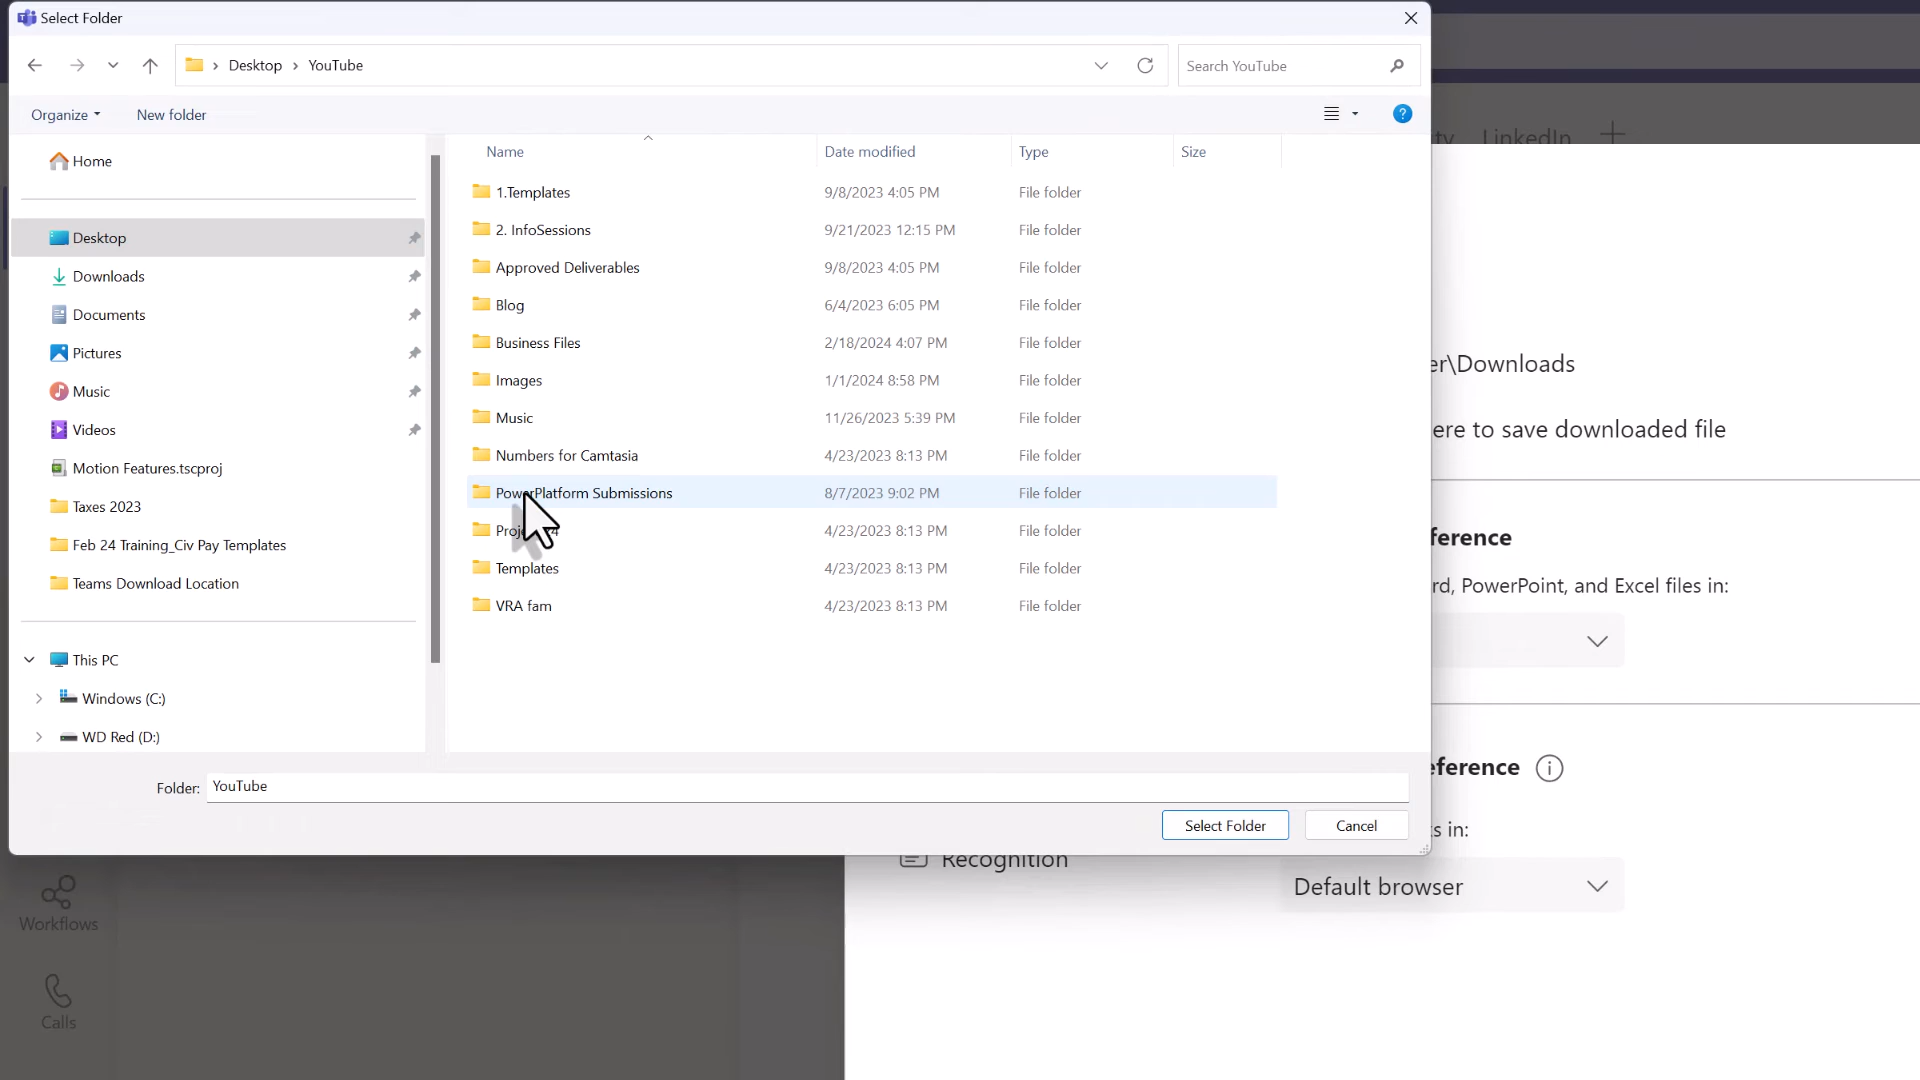 Select Folder
Desktop YouTube
Search YouTube
Organize
New folder
Name Date modified Type Size
1.Templates 9/8/2023 4:05 PM File folder
2. InfoSessions 9/21/2023 12:15 PM File folder
Approved Deliverables 9/8/2023 4:05 PM File folder
Blog 6/4/2023 6:05 PM File folder
Business Files 2/18/2024 4:07 PM File folder
Images 1/1/2024 8:58 PM File folder
Music 11/26/2023 5:39 PM File folder
Numbers for Camtasia 4/23/2023 8:13 PM File folder
PowerPlatform Submissions 8/7/2023 9:02 PM File folder
4/23/2023 8:13 PM File folder
Templates 4/23/2023 8:13 PM File folder
VRA fam 4/23/2023 8:13 PM File folder
Home
Desktop
Downloads
Documents
Pictures
Music
Videos
Motion Features.tscproj
Taxes 2023
Feb 24 Training_Civ Pay Templates
Teams Download Location
This PC
Windows (C:)
WD Red (D:)
Folder: YouTube
Select Folder
Cancel
LinkedIn
er\Downloads
ere to save downloaded file
ference
rd, PowerPoint, and Excel files in:
eference
s in:
Default browser
Recognition
Workflows
Calls